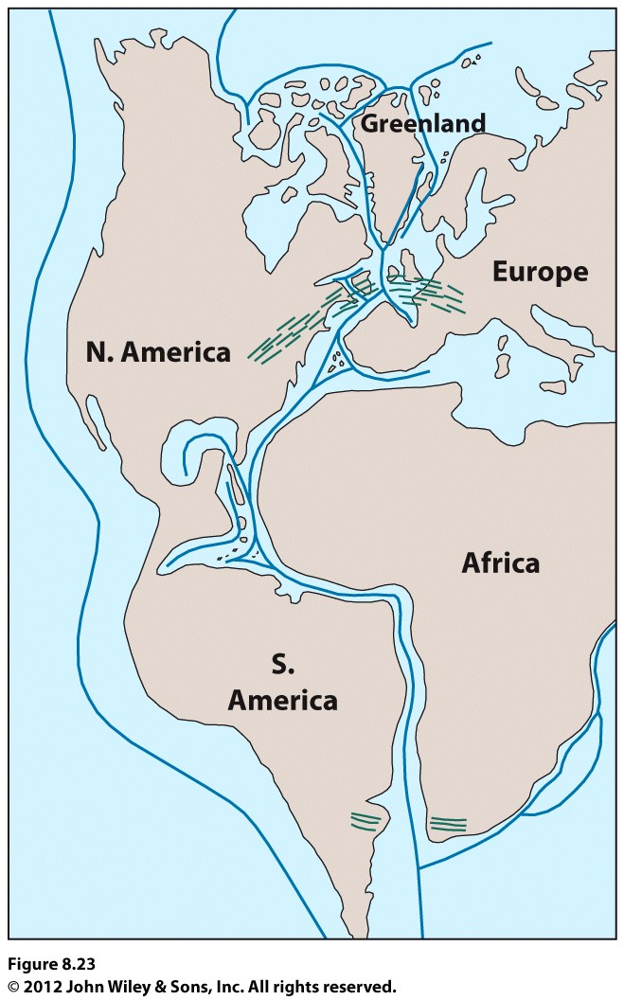 Greenland
Europe
N. America
Africa
S.
America
Figure 8.23
© 2012 John Wiley & Sons, Inc. All rights reserved.